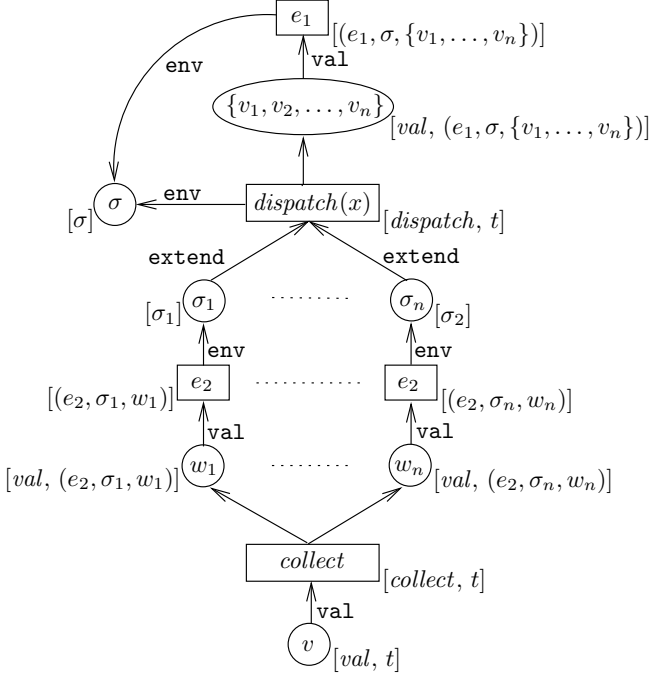 e₁
[(e₁, σ, {v₁, . . . , vₙ})]
env
val
{v₁, v₂, . . . , vₙ}
[val, (e₁, σ, {v₁, . . . , vₙ})]
σ
env
dispatch(x)
[σ]
[dispatch, t]
extend
extend
σ₁
σₙ
[σ₁]
[σ₂]
env
env
e₂
e₂
[(e₂, σ₁, w₁)]
[(e₂, σₙ, wₙ)]
val
val
w₁
wₙ
[val, (e₂, σ₁, w₁)]
[val, (e₂, σₙ, wₙ)]
collect
[collect, t]
val
v
[val, t]